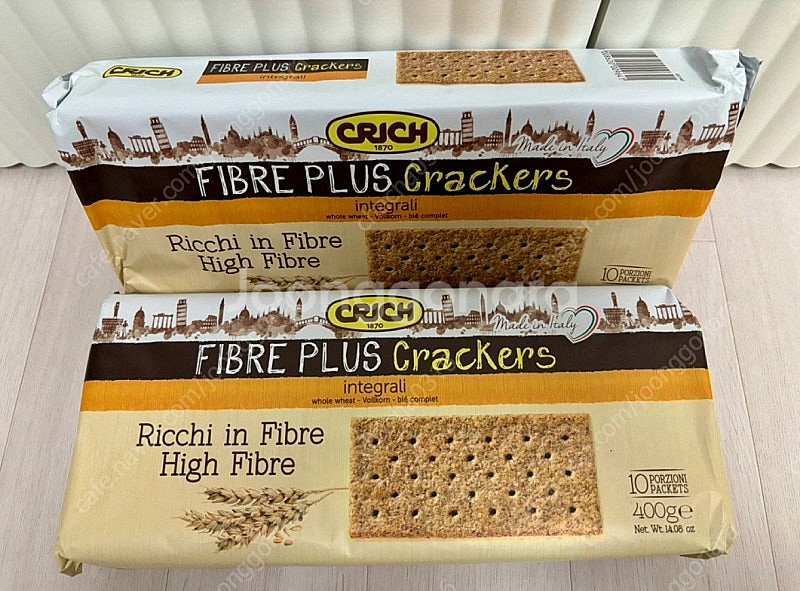 CRICH
FIBRE PLUS Crackers
integrali
CRICH
1870
Made in Italy
FIBRE PLUS Crackers
integrali
whole wheat - Vollkorn - blé complet
Ricchi in Fibre
High Fibre
10 PORZIONI
PACKETS
Joonggonara
CRICH
1870
Made in Italy
FIBRE PLUS Crackers
integrali
whole wheat - Vollkorn - blé complet
Ricchi in Fibre
High Fibre
10 PORZIONI
PACKETS
400g℮
Net. Wt. 14.08 oz